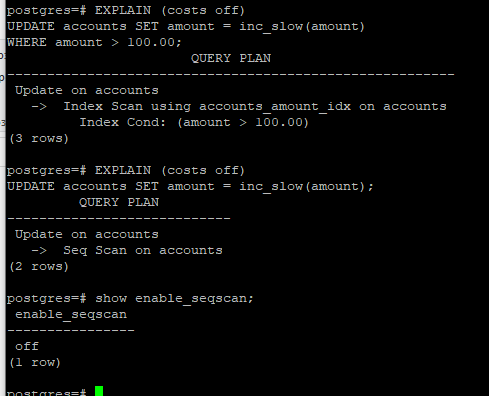 postgres=# EXPLAIN (costs off)
UPDATE accounts SET amount = inc_slow(amount)
WHERE amount > 100.00;
                        QUERY PLAN
----------------------------------------------------------
 Update on accounts
   ->  Index Scan using accounts_amount_idx on accounts
         Index Cond: (amount > 100.00)
(3 rows)

postgres=# EXPLAIN (costs off)
UPDATE accounts SET amount = inc_slow(amount);
         QUERY PLAN
-----------------------------
 Update on accounts
   ->  Seq Scan on accounts
(2 rows)

postgres=# show enable_seqscan;
 enable_seqscan
----------------
 off
(1 row)

postgres=#